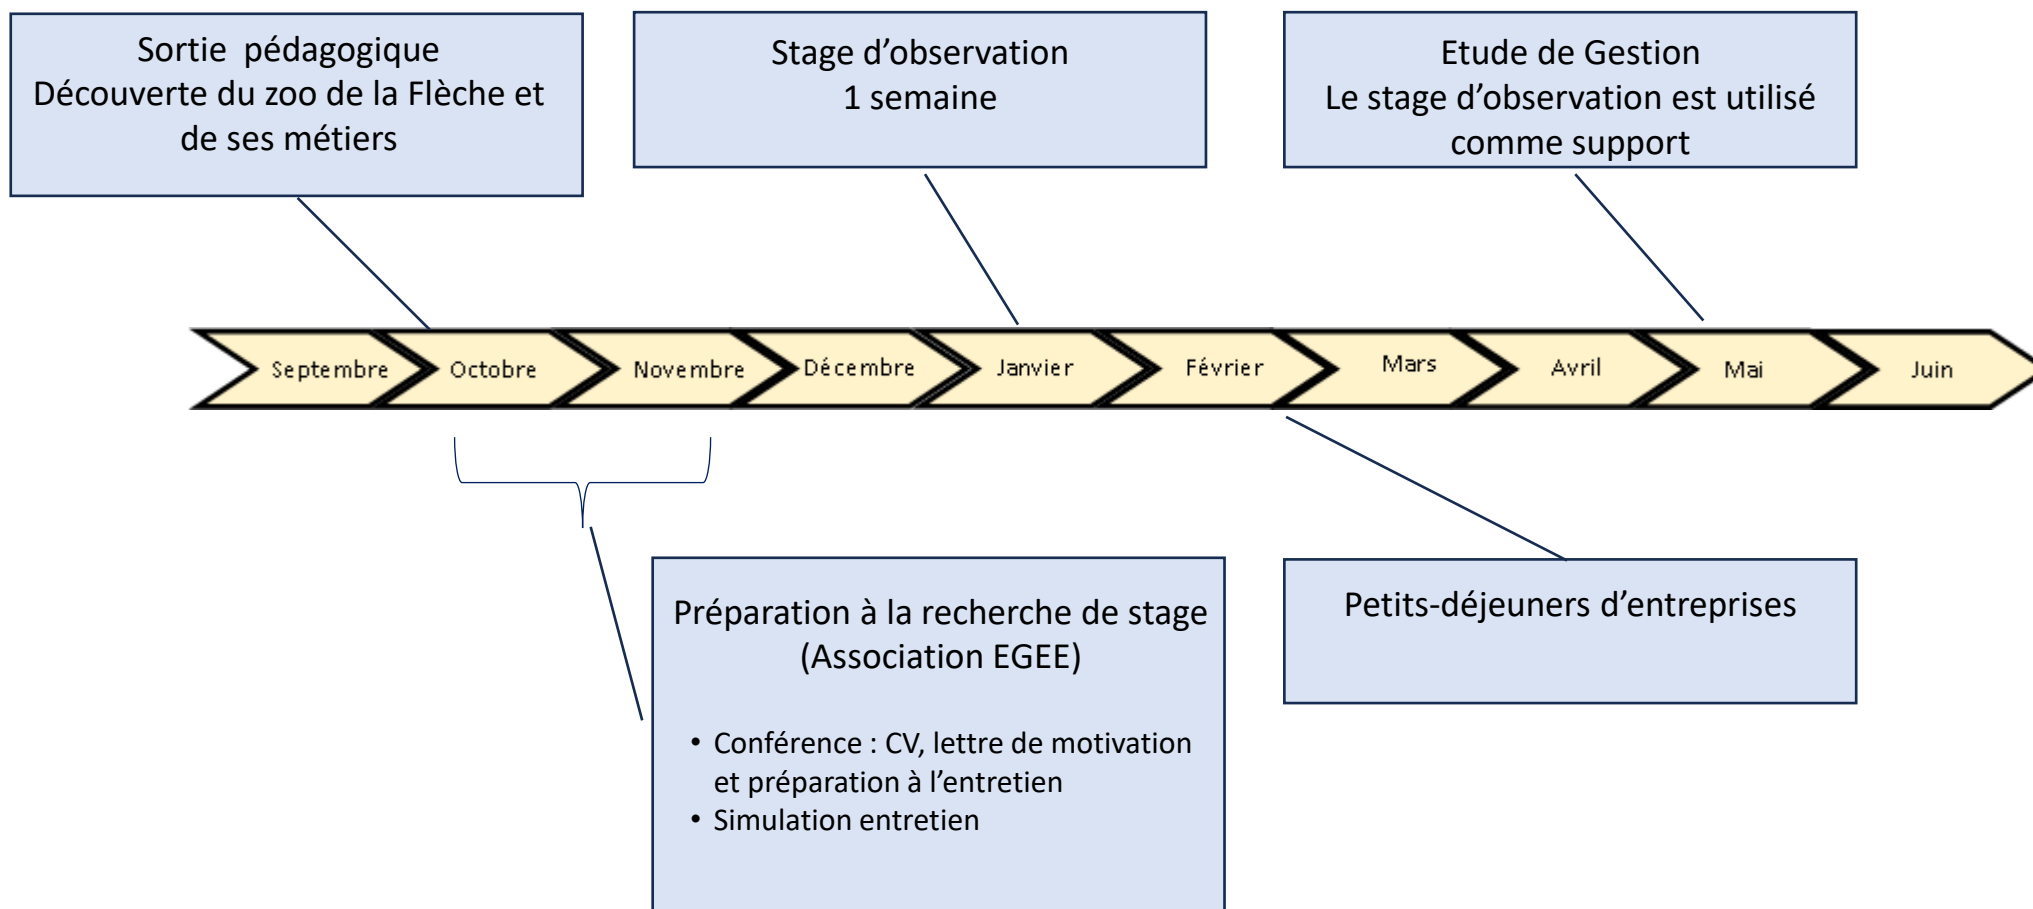 Sortie pédagogique
Découverte du zoo de la Flèche et
de ses métiers
Stage d’observation
1 semaine
Etude de Gestion
Le stage d’observation est utilisé
comme support
Septembre
Octobre
Novembre
Décembre
Janvier
Février
Mars
Avril
Mai
Juin
Préparation à la recherche de stage
(Association EGEE)
• Conférence : CV, lettre de motivation
et préparation à l’entretien
• Simulation entretien
Petits-déjeuners d’entreprises